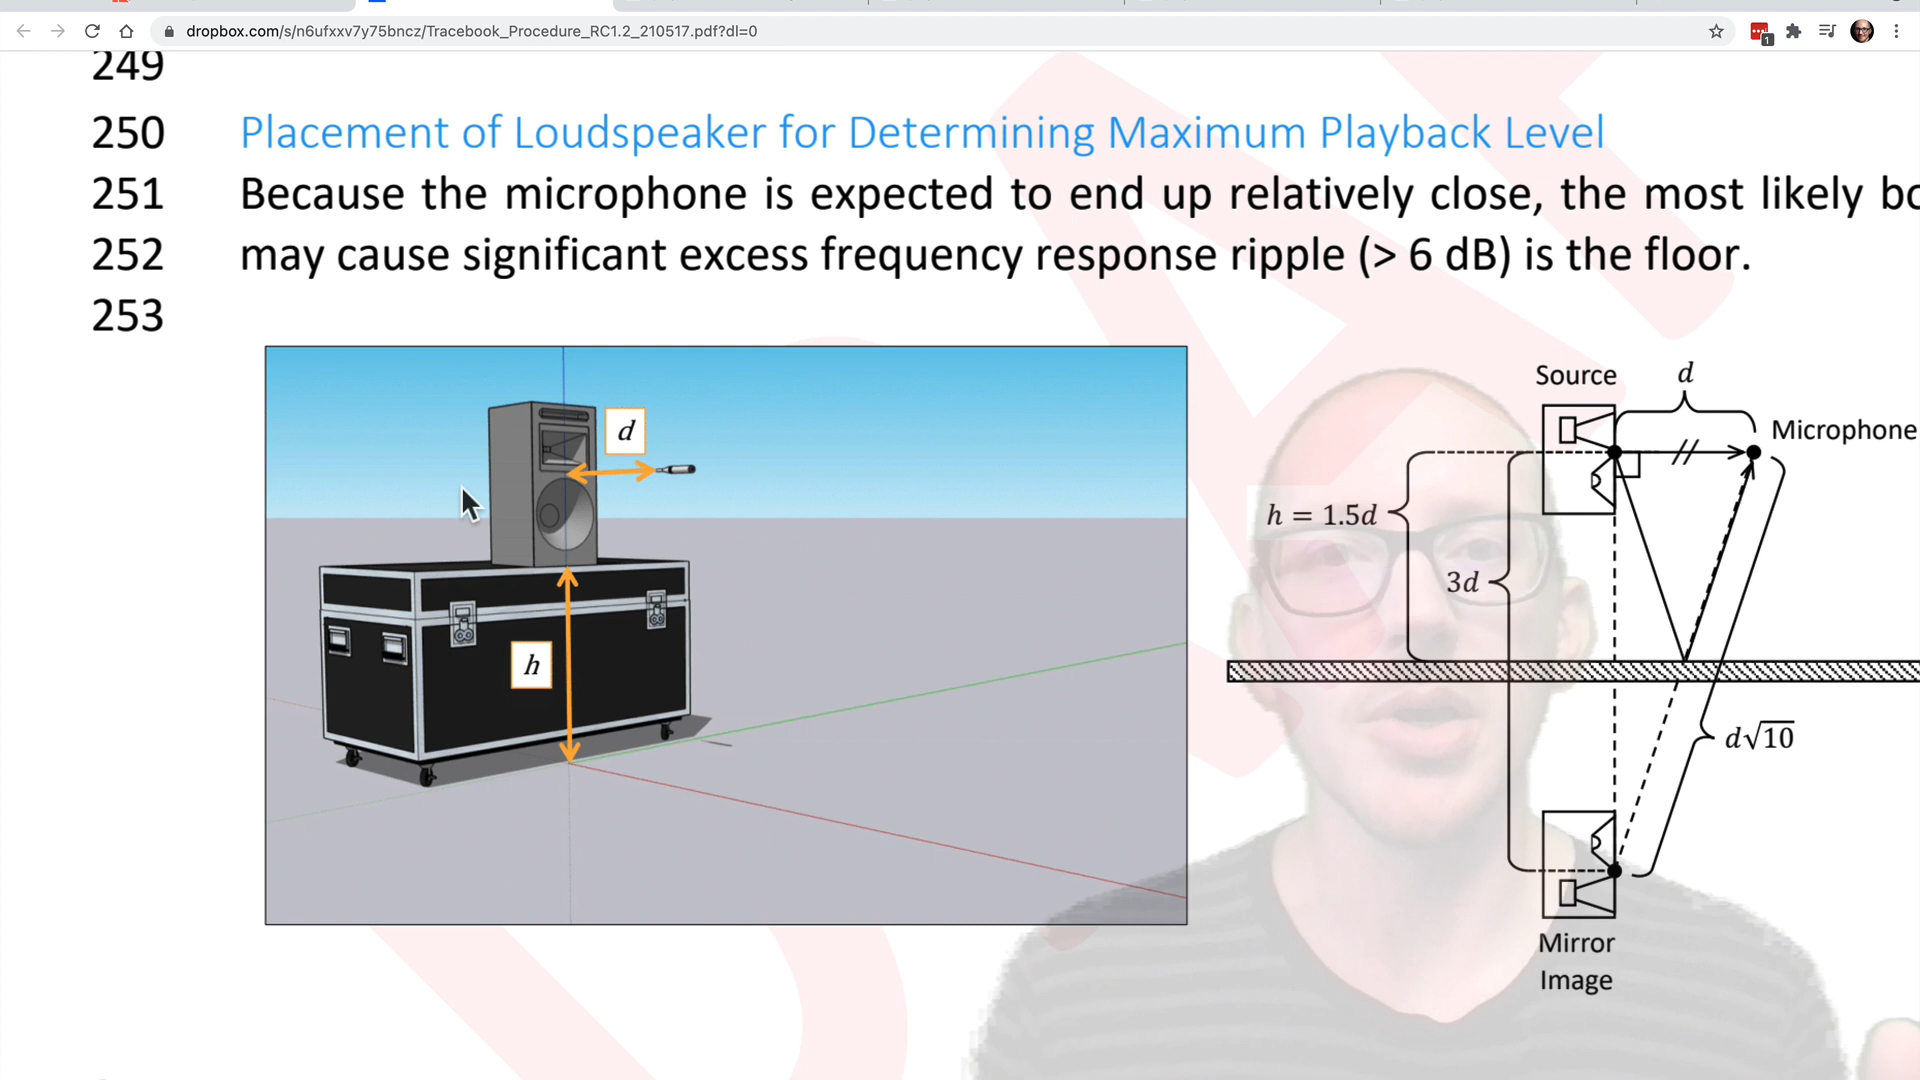 dropbox.com/s/n6ufxxv7y75bncz/Tracebook_Procedure_RC1.2_210517.pdf?dl=0
1
249
250 Placement of Loudspeaker for Determining Maximum Playback Level
251 Because the microphone is expected to end up relatively close, the most likely bo
252 may cause significant excess frequency response ripple (> 6 dB) is the floor.
253
d
h
Source
d
Microphone
h = 1.5d
3d
d√10
Mirror
Image